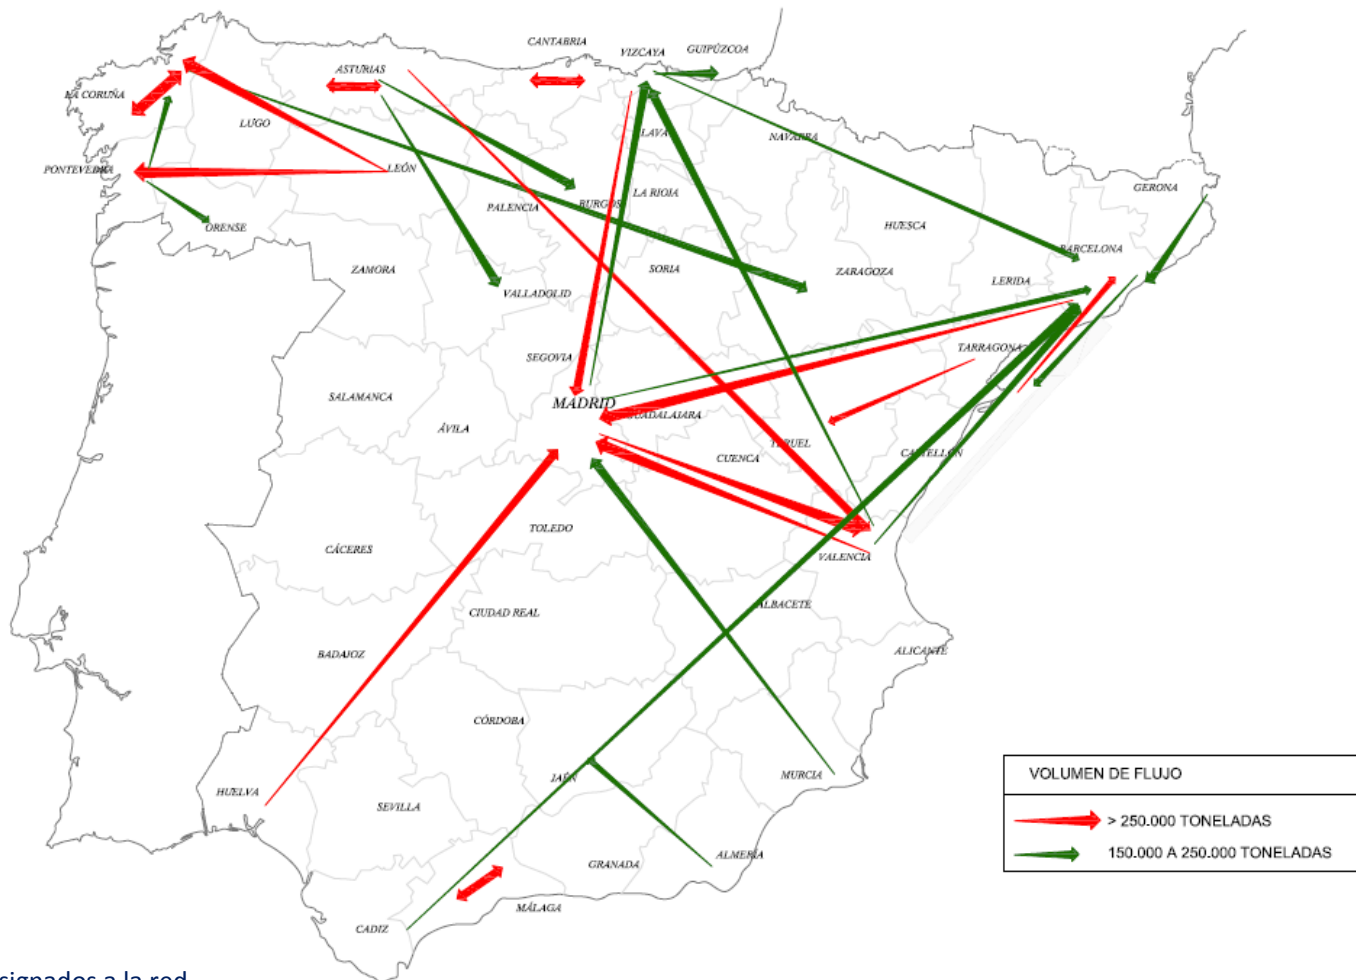 CANTABRIA
VIZCAYA
GUIPÚZCOA
ASTURIAS
LA CORUÑA
LUGO
NAVARRA
PONTEVEDRA
LEÓN
GERONA
LA RIOJA
PALENCIA
BURGOS
ORENSE
HUESCA
BARCELONA
ZAMORA
SORIA
ZARAGOZA
LERIDA
VALLADOLID
TARRAGONA
SEGOVIA
SALAMANCA
MADRID
GUADALAJARA
ÁVILA
TERUEL
CUENCA
CASTELLÓN
TOLEDO
CÁCERES
VALENCIA
CIUDAD REAL
ALBACETE
BADAJOZ
ALICANTE
CÓRDOBA
JAÉN
MURCIA
HUELVA
SEVILLA
GRANADA
ALMERÍA
MÁLAGA
CADIZ
VOLUMEN DE FLUJO
> 250.000 TONELADAS
150.000 A 250.000 TONELADAS